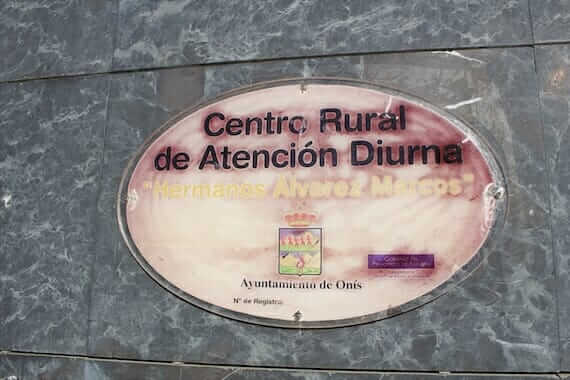 Centro Rural
de Atención Diurna
"Hermanos Álvarez Marcos"
Ayuntamiento de Onís
Nº de Registro: